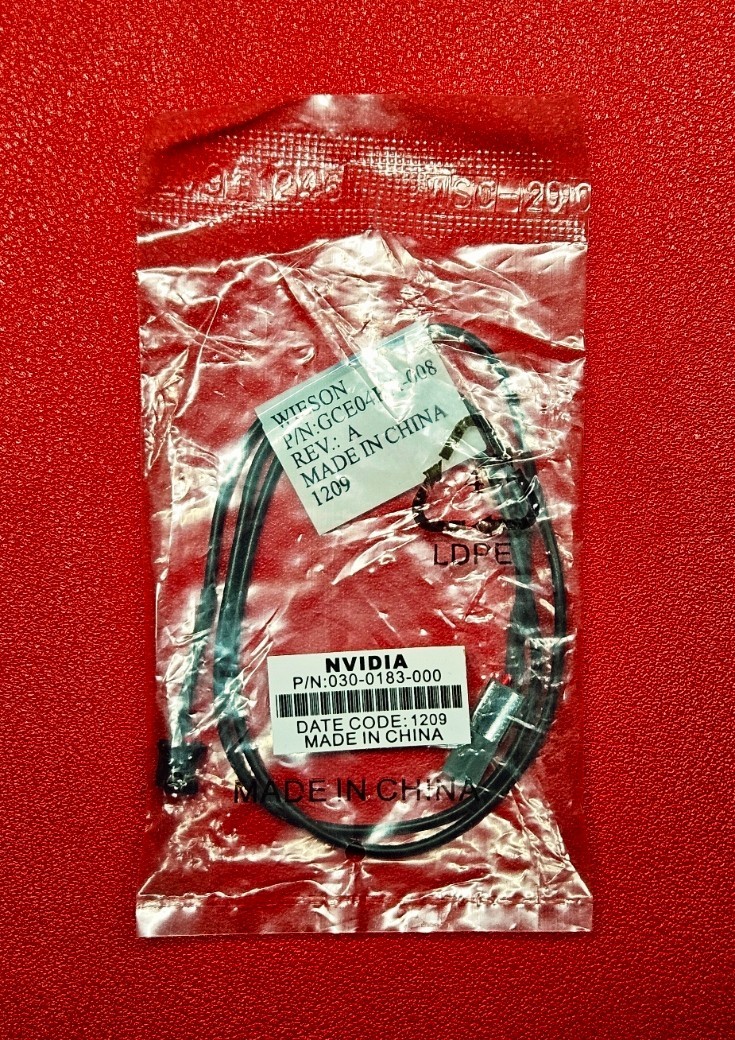 WIESON
REV.: A
MADE IN CHINA
1209
LDPE
NVIDIA
P/N:030-0183-000
DATE CODE: 1209
MADE IN CHINA
MADE IN CHINA